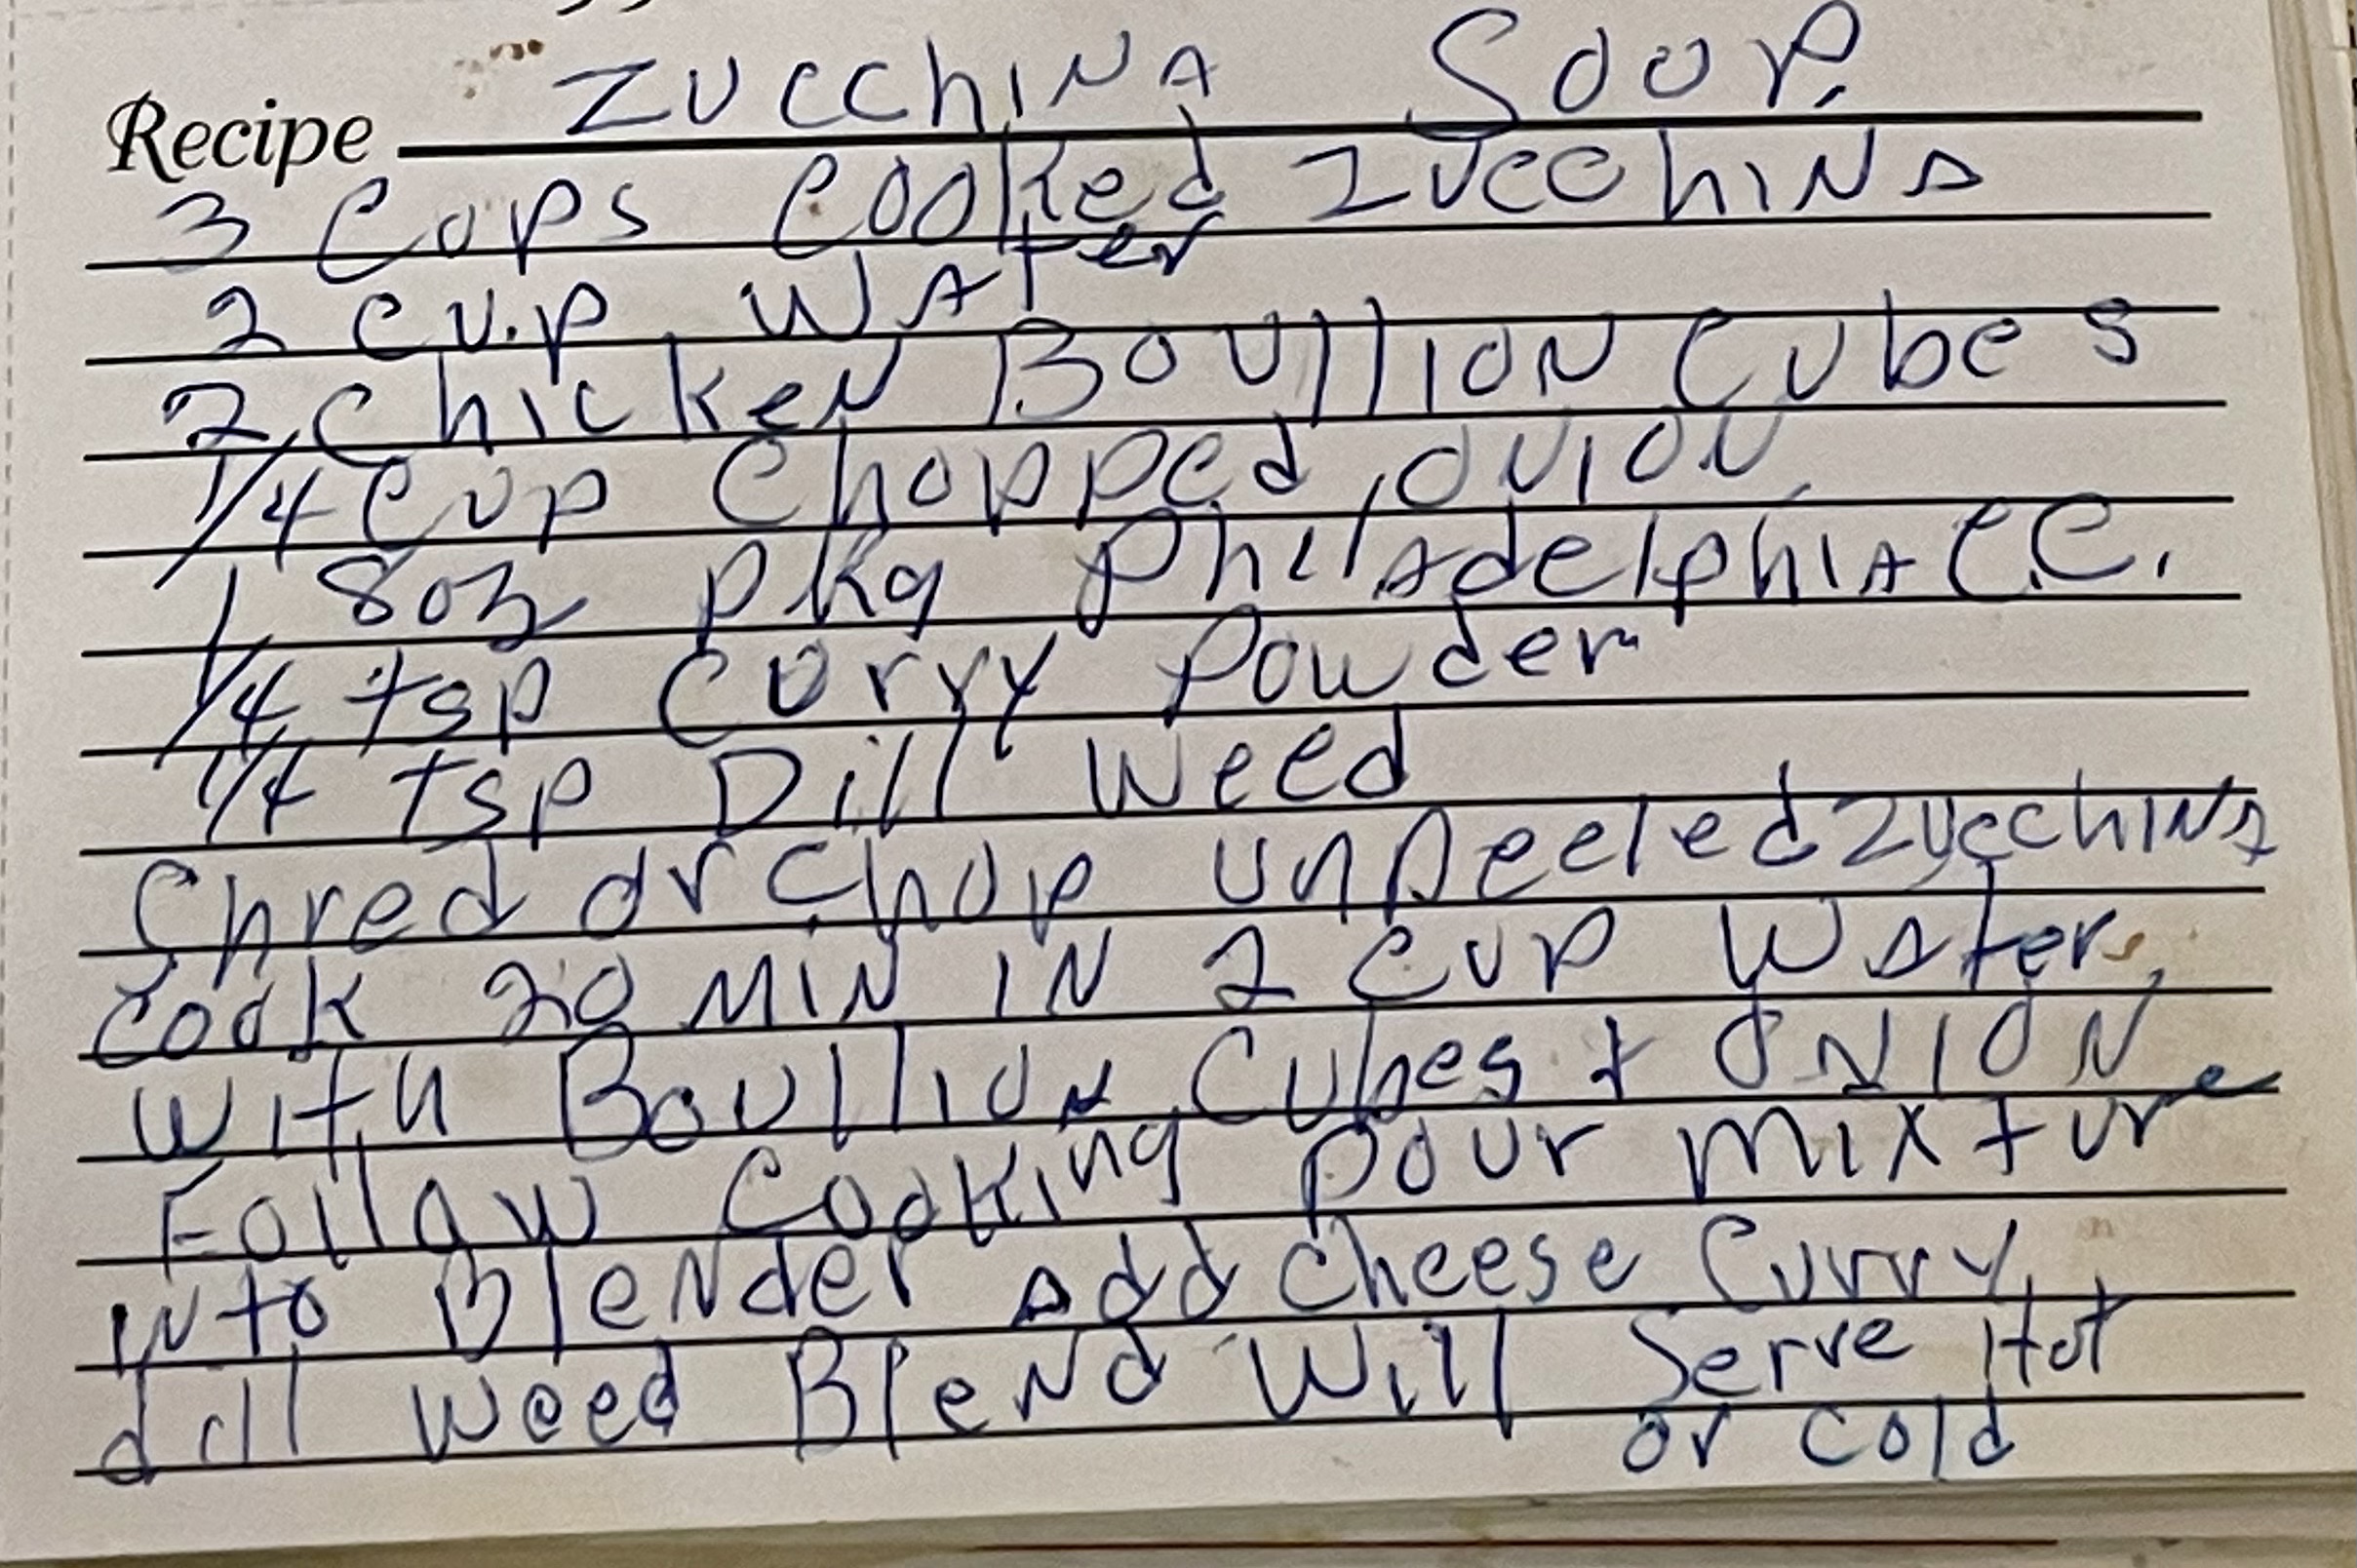 Recipe Zucchina Soup.
3 Cups Cooked Zucchina
2 cup Water
2 Chicken Boullion Cubes
1/4 Cup Chopped onion
1 8oz pkg Philadelphia C.C.
1/4 tsp Curry Powder
1/4 tsp Dill Weed
Chred or Chop unpeeled Zucchina
Cook 20 Min in 2 Cup Water,
With Boullion Cubes + Onion
Follow Cooking pour mixture
into Blender Add Cheese Curry
dill weed Blend Will Serve Hot
or Cold